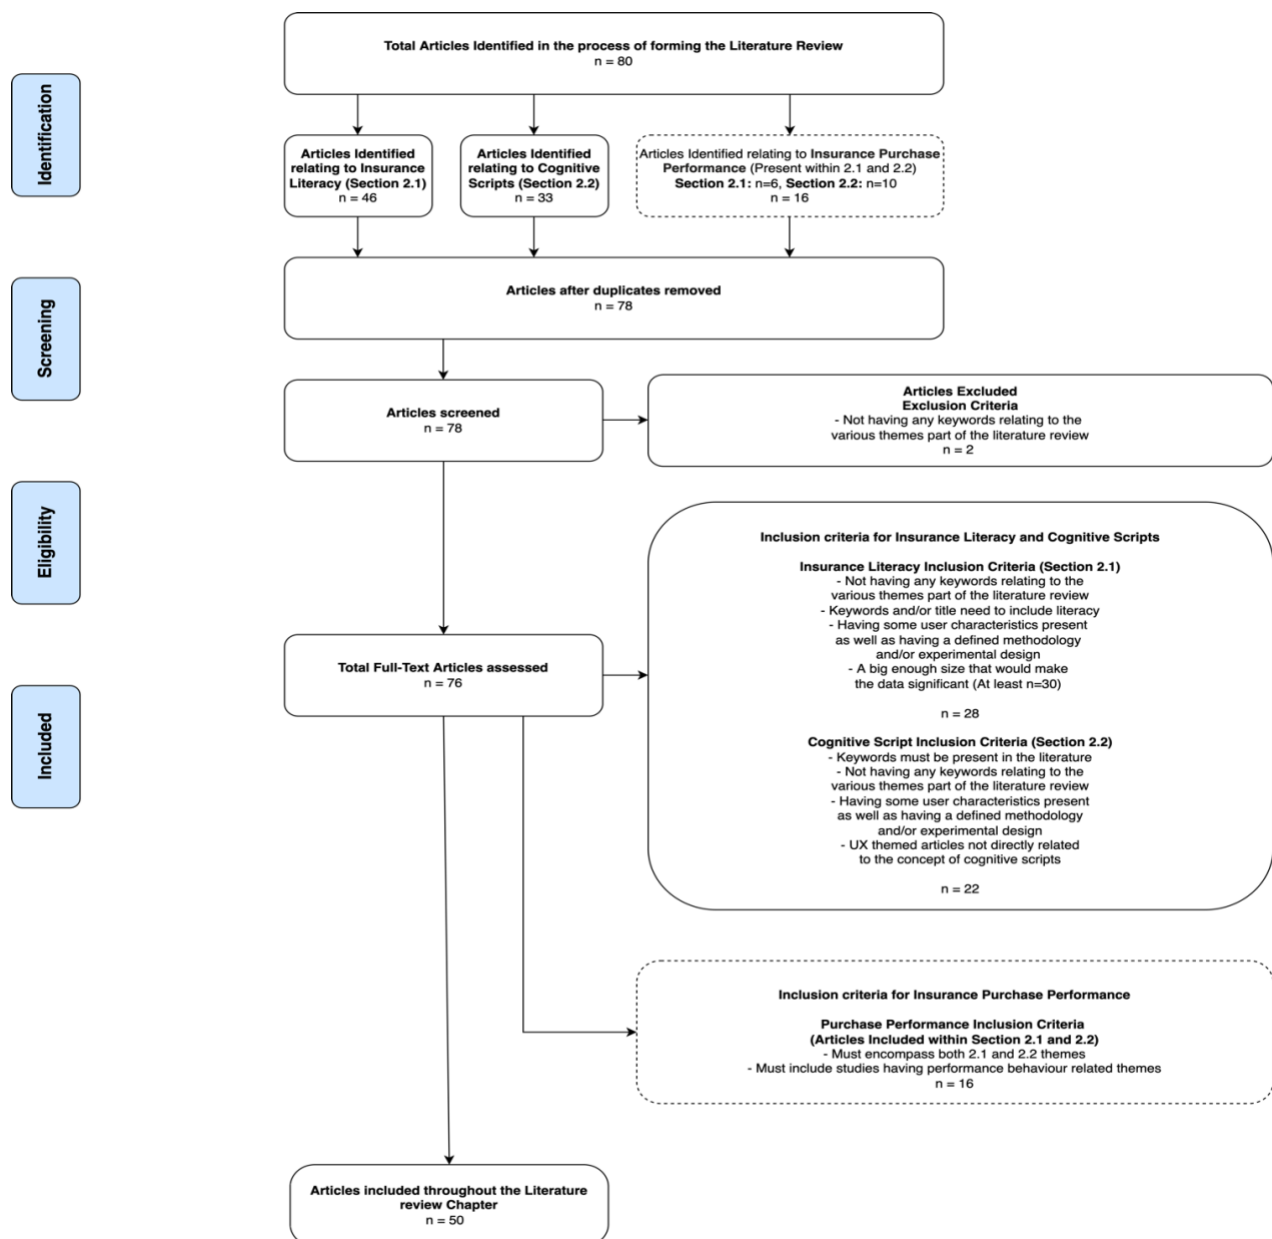 Identification
Total Articles Identified in the process of forming the Literature Review
n = 80
Articles Identified
relating to Insurance
Literacy (Section 2.1)
n = 46
Articles Identified
relating to Cognitive
Scripts (Section 2.2)
n = 33
Articles Identified relating to Insurance Purchase
Performance (Present within 2.1 and 2.2)
Section 2.1: n=6, Section 2.2: n=10
n = 16
Screening
Articles after duplicates removed
n = 78
Articles screened
n = 78
Articles Excluded
Exclusion Criteria
- Not having any keywords relating to the
various themes part of the literature review
n = 2
Eligibility
Total Full-Text Articles assessed
n = 76
Inclusion criteria for Insurance Literacy and Cognitive Scripts
Insurance Literacy Inclusion Criteria (Section 2.1)
- Not having any keywords relating to the
various themes part of the literature review
- Keywords and/or title need to include literacy
- Having some user characteristics present
as well as having a defined methodology
and/or experimental design
- A big enough size that would make
the data significant (At least n=30)
n = 28
Cognitive Script Inclusion Criteria (Section 2.2)
- Keywords must be present in the literature
- Not having any keywords relating to the
various themes part of the literature review
- Having some user characteristics present
as well as having a defined methodology
and/or experimental design
- UX themed articles not directly related
to the concept of cognitive scripts
n = 22
Included
Inclusion criteria for Insurance Purchase Performance
Purchase Performance Inclusion Criteria
(Articles Included within Section 2.1 and 2.2)
- Must encompass both 2.1 and 2.2 themes
- Must include studies having performance behaviour related themes
n = 16
Articles included throughout the Literature
review Chapter
n = 50